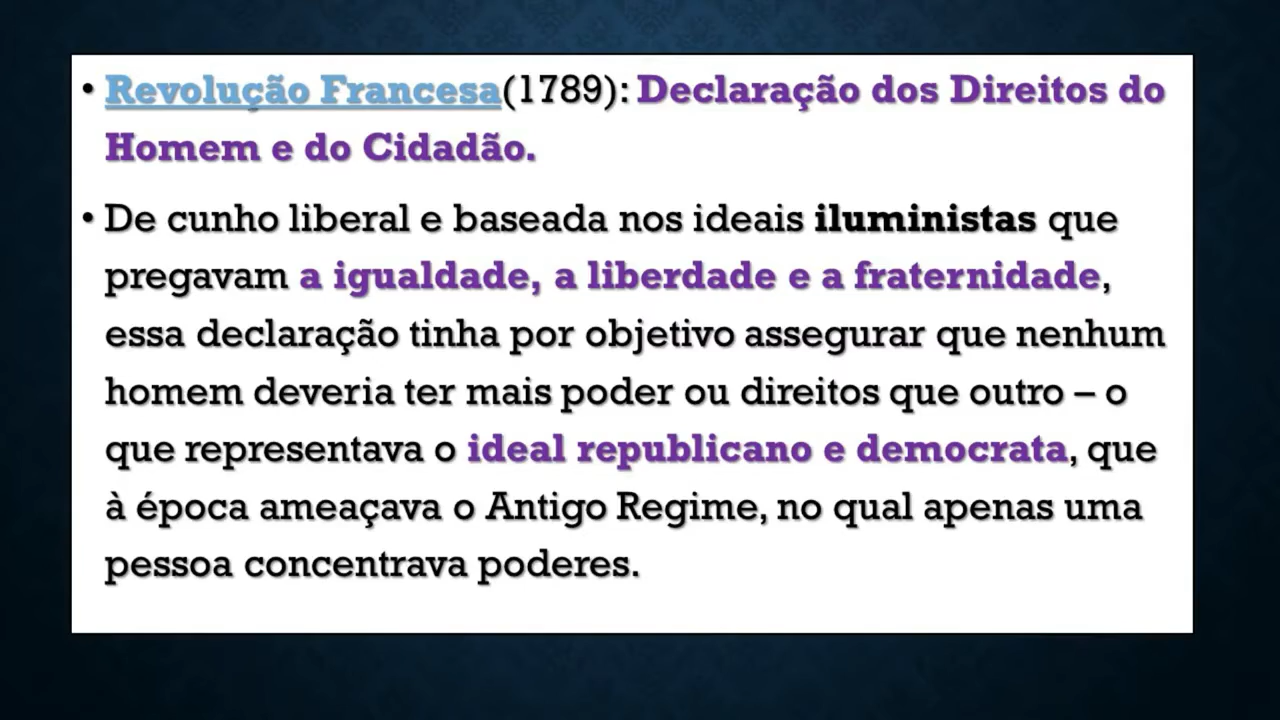 • Revolução Francesa(1789): Declaração dos Direitos do
Homem e do Cidadão.
• De cunho liberal e baseada nos ideais iluministas que
pregavam a igualdade, a liberdade e a fraternidade,
essa declaração tinha por objetivo assegurar que nenhum
homem deveria ter mais poder ou direitos que outro – o
que representava o ideal republicano e democrata, que
à época ameaçava o Antigo Regime, no qual apenas uma
pessoa concentrava poderes.